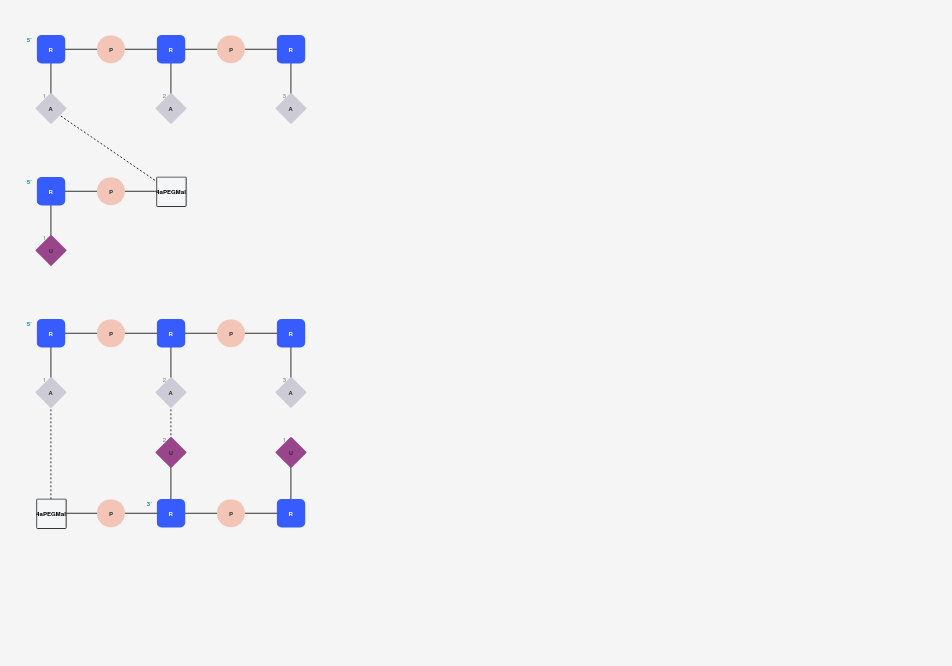 5' R P R P R
1 2 3
A A A
5' R P 4aPEGMal
1
U
5' R P R P R
1 2 3
A A A
2 1
U U
3'
4aPEGMal P R P R